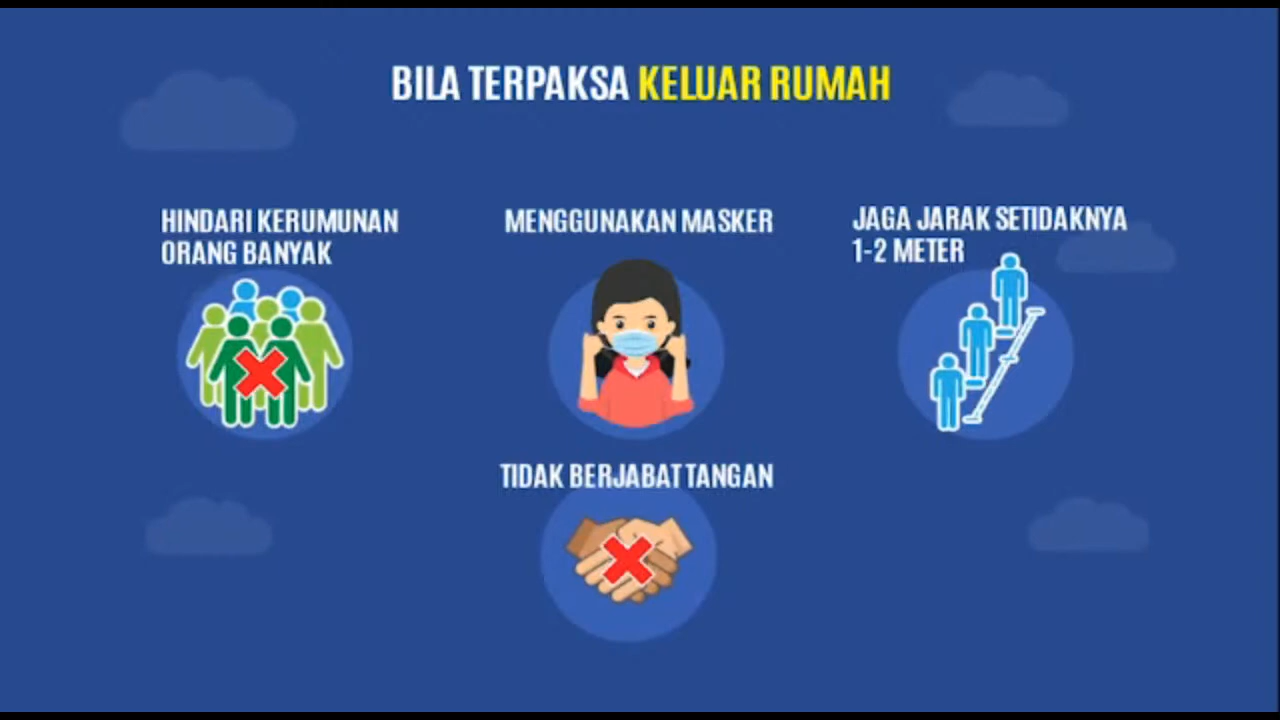 BILA TERPAKSA KELUAR RUMAH
HINDARI KERUMUNAN
ORANG BANYAK
MENGGUNAKAN MASKER
JAGA JARAK SETIDAKNYA
1-2 METER
TIDAK BERJABAT TANGAN